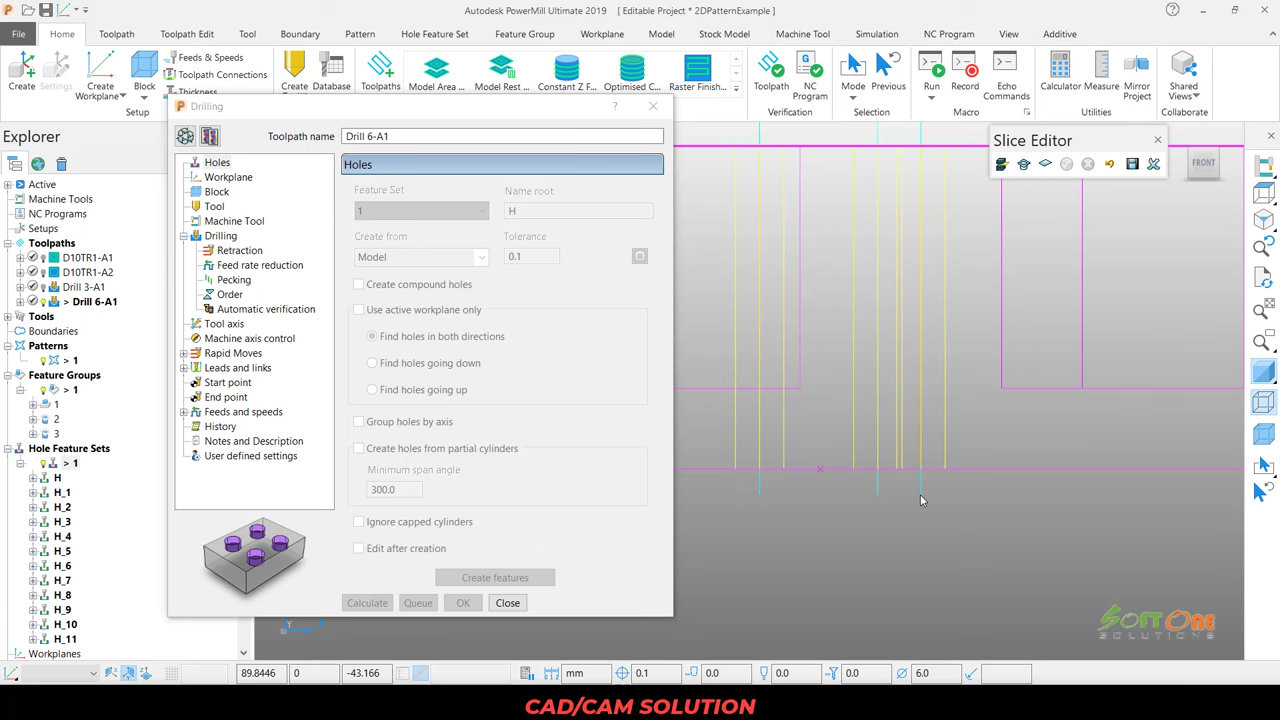 Autodesk PowerMill Ultimate 2019 [ Editable Project * 2DPatternExample ]
File Home Toolpath Toolpath Edit Tool Boundary Pattern Hole Feature Set Feature Group Workplane Model Stock Model Machine Tool Simulation NC Program View Additive
Create Settings Create Workplane Block Feeds & Speeds
Toolpath Connections
Thickness
Create Database Toolpaths Model Area ... Model Rest ... Constant Z F... Optimised C... Raster Finish... Toolpath NC Program Mode Previous Run Record Echo Commands Calculator Measure Mirror Project Shared Views
Setup Verification Selection Macro Utilities
Explorer
Active
Machine Tools
NC Programs
Setups
Toolpaths
D10TR1-A1
D10TR1-A2
Drill 3-A1
> Drill 6-A1
Tools
Boundaries
Patterns
> 1
Feature Groups
> 1
1
2
3
Hole Feature Sets
> 1
H
H_1
H_2
H_3
H_4
H_5
H_6
H_7
H_8
H_9
H_10
H_11
Workplanes
Drilling
?
Toolpath name Drill 6-A1
Holes
Workplane
Block
Tool
Machine Tool
Drilling
Retraction
Feed rate reduction
Pecking
Order
Automatic verification
Tool axis
Machine axis control
Rapid Moves
Leads and links
Start point
End point
Feeds and speeds
History
Notes and Description
User defined settings
Holes
Feature Set Name root
1 H
Create from Tolerance
Model 0.1
Create compound holes
Use active workplane only
Find holes in both directions
Find holes going down
Find holes going up
Group holes by axis
Create holes from partial cylinders
Minimum span angle
300.0
Ignore capped cylinders
Edit after creation
Create features
Calculate Queue OK Close
Slice Editor
FRONT
SoftOne
SOLUTIONS
89.8446 0 -43.166 mm 0.1 0.0 0.0 0.0 6.0
CAD/CAM SOLUTION